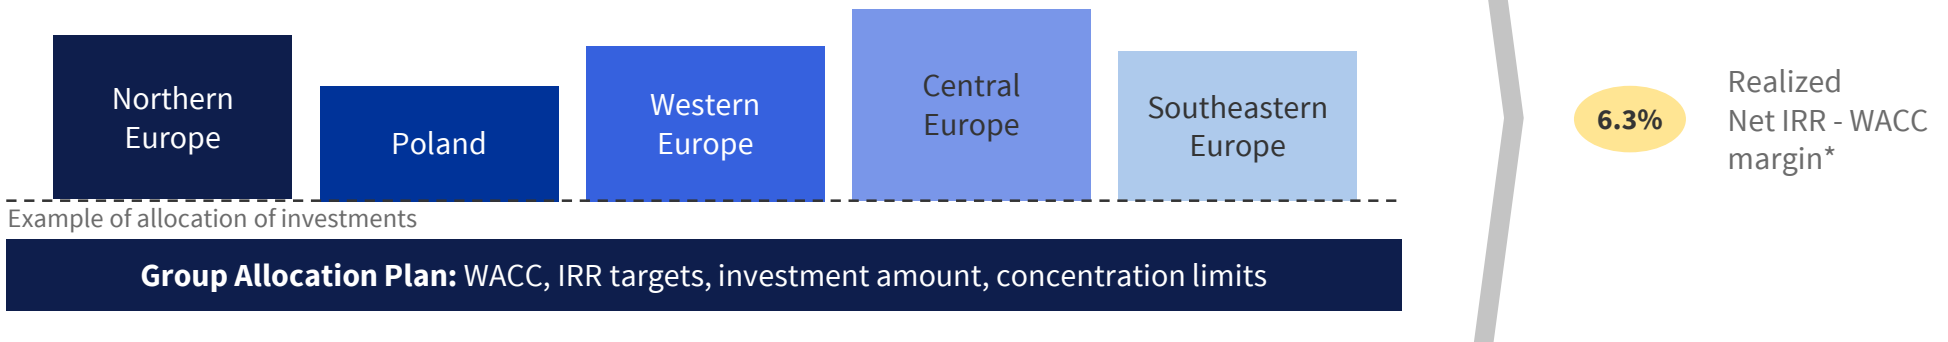 Northern
Europe
Poland
Western
Europe
Central
Europe
Southeastern
Europe
Example of allocation of investments
Group Allocation Plan: WACC, IRR targets, investment amount, concentration limits
6.3%
Realized
Net IRR - WACC
margin*